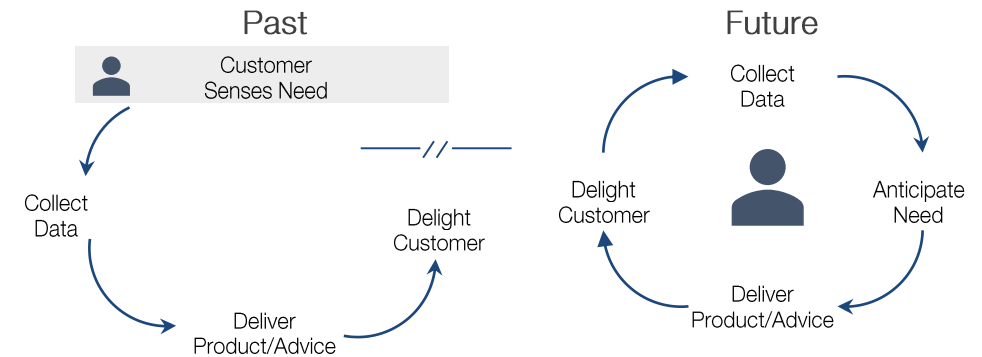 Past
Customer
Senses Need
Collect
Data
Deliver
Product/Advice
Delight
Customer
Future
Collect
Data
Anticipate
Need
Deliver
Product/Advice
Delight
Customer